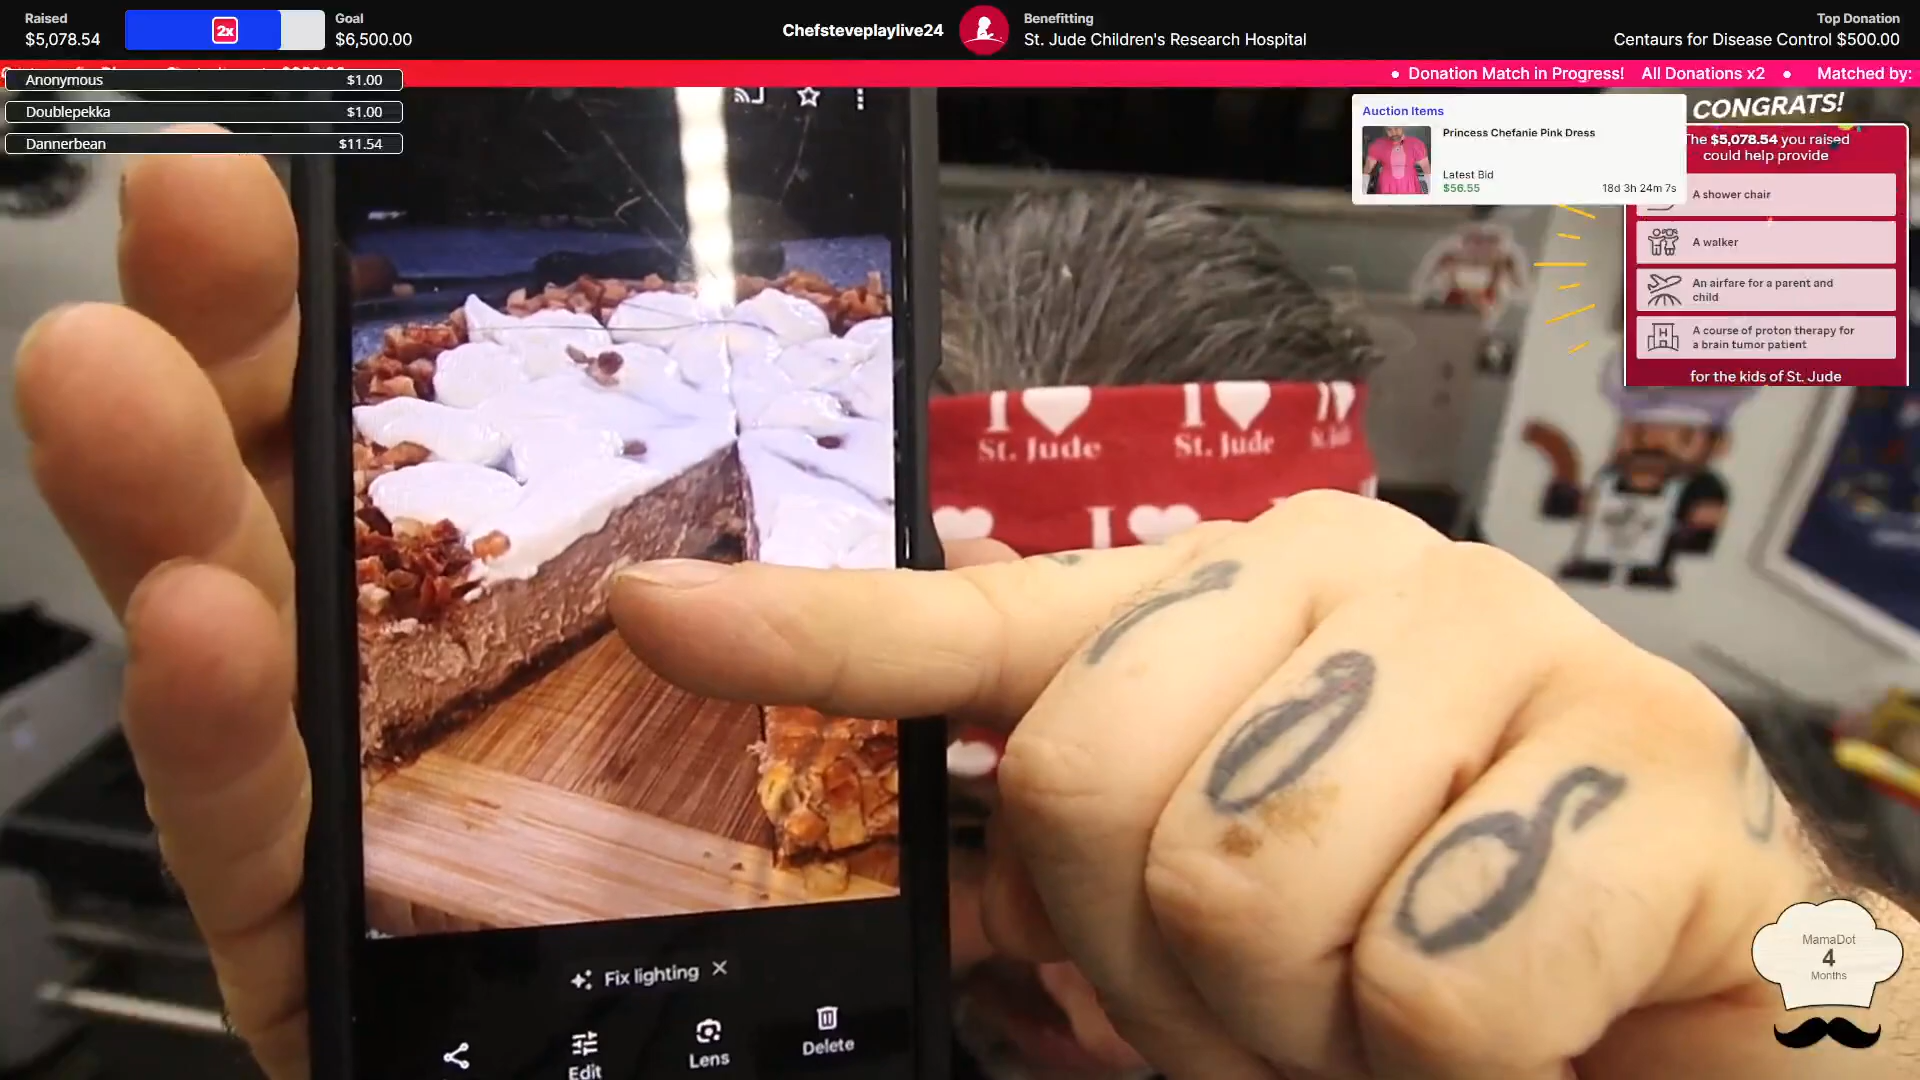 Raised
$5,078.54
2x
Goal
$6,500.00
Chefsteveplaylive24
Benefitting
St. Jude Children's Research Hospital
Top Donation
Centaurs for Disease Control $500.00
Donation Match in Progress! All Donations x2 Matched by:
Anonymous $1.00
Doublepekka $1.00
Dannerbean $11.54
Auction Items
Princess Chefanie Pink Dress
Latest Bid
$56.55
18d 3h 24m 7s
CONGRATS!
The $5,078.54 you raised
could help provide
A shower chair
A walker
An airfare for a parent and
child
A course of proton therapy for
a brain tumor patient
for the kids of St. Jude
I I
St. Jude St. Jude St. Jude
I
Fix lighting
Edit
Lens
Delete
MamaDot
4
Months